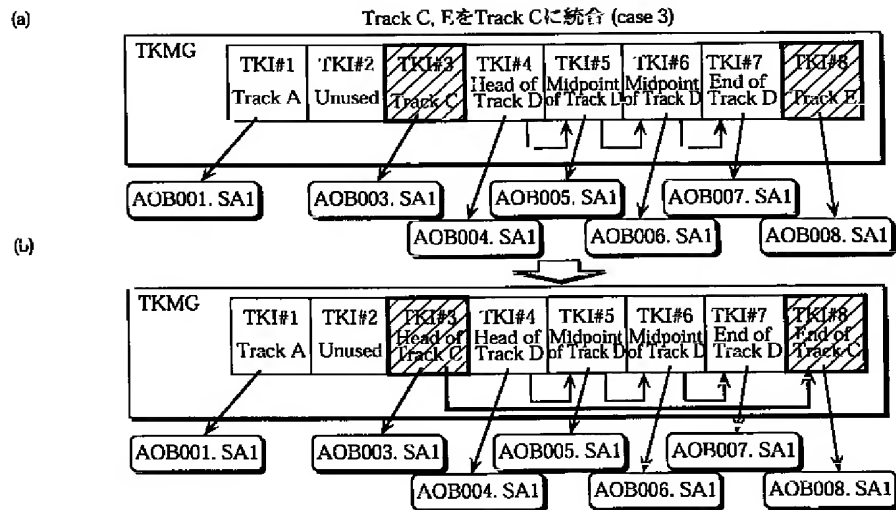 (a)
Track C, EをTrack Cに統合 (case 3)
TKMG
TKI#1
Track A
TKI#2
Unused
TKI#3
Track C
TKI#4
Head of
Track D
TKI#5
Midpoint
of Track D
TKI#6
Midpoint
of Track D
TKI#7
End of
Track D
TKI#8
Track E
AOB001. SA1
AOB003. SA1
AOB005. SA1
AOB007. SA1
AOB004. SA1
AOB006. SA1
AOB008. SA1
(b)
TKMG
TKI#1
Track A
TKI#2
Unused
TKI#3
Head of
Track C
TKI#4
Head of
Track D
TKI#5
Midpoint
of Track D
TKI#6
Midpoint
of Track D
TKI#7
End of
Track D
TKI#8
End of
Track C
AOB001. SA1
AOB003. SA1
AOB005. SA1
AOB007. SA1
AOB004. SA1
AOB006. SA1
AOB008. SA1